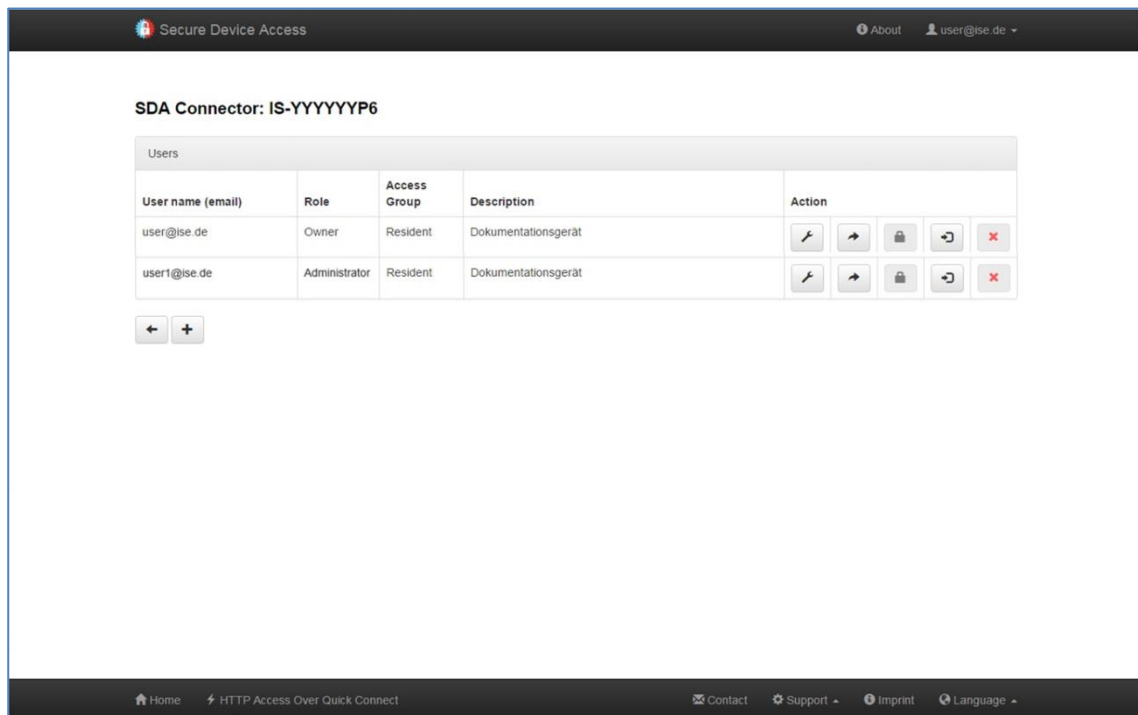 Secure Device Access
About
user@ise.de
SDA Connector: IS-YYYYYYP6
Users
User name (email) Role Access Group Description Action
user@ise.de Owner Resident Dokumentationsgerät
user1@ise.de Administrator Resident Dokumentationsgerät
Home HTTP Access Over Quick Connect Contact Support Imprint Language